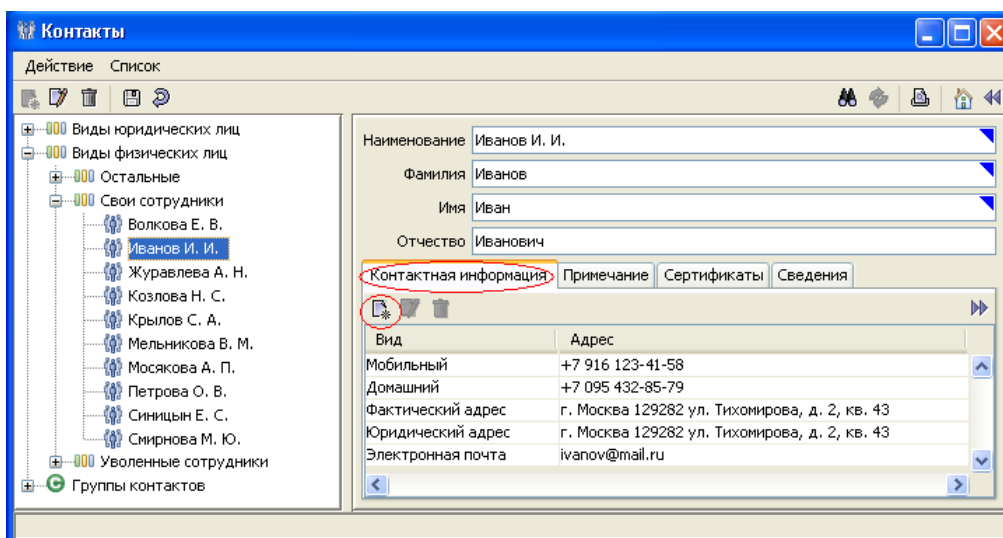 Контакты
Действие Список
Виды юридических лиц
Виды физических лиц
Остальные
Свои сотрудники
Волкова Е. В.
Иванов И. И.
Журавлева А. Н.
Козлова Н. С.
Крылов С. А.
Мельникова В. М.
Мосякова А. П.
Петрова О. В.
Синицын Е. С.
Смирнова М. Ю.
Уволенные сотрудники
Группы контактов
Наименование Иванов И. И.
Фамилия Иванов
Имя Иван
Отчество Иванович
Контактная информация Примечание Сертификаты Сведения
Вид Адрес
Мобильный +7 916 123-41-58
Домашний +7 095 432-85-79
Фактический адрес г. Москва 129282 ул. Тихомирова, д. 2, кв. 43
Юридический адрес г. Москва 129282 ул. Тихомирова, д. 2, кв. 43
Электронная почта ivanov@mail.ru